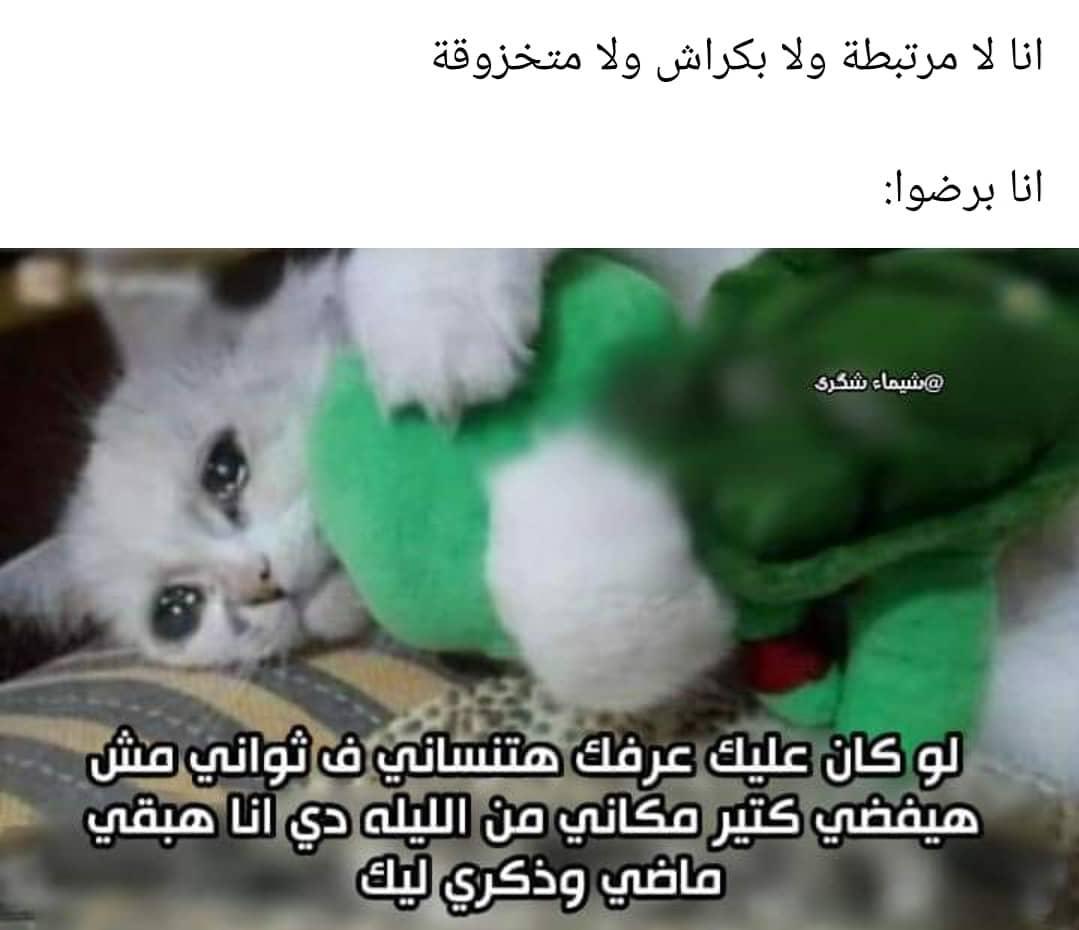 انا لا مرتبطة ولا بكراش ولا متخزوقة
انا برضوا:
@شيماء شگرى
لو كان عليك عرفك هتنساني ف ثواني مش
هيفضي كتير مكاني من الليله دي انا هبقي
ماضي وذكري ليك